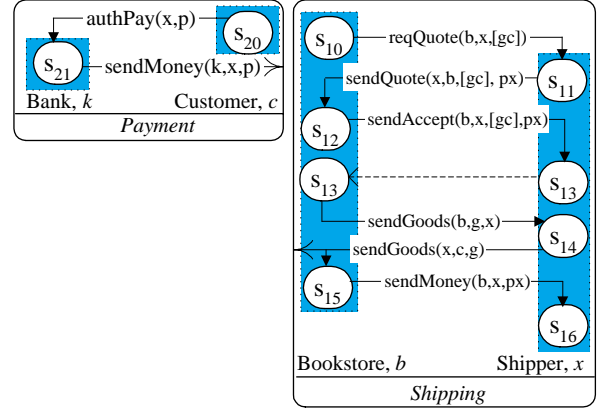 authPay(x,p)
s20
s21
sendMoney(k,x,p)
Bank, k
Customer, c
Payment
s10
reqQuote(b,x,[gc])
s11
sendQuote(x,b,[gc], px)
s12
sendAccept(b,x,[gc],px)
s13
s13
sendGoods(b,g,x)
s14
sendGoods(x,c,g)
s15
sendMoney(b,x,px)
s16
Bookstore, b
Shipper, x
Shipping